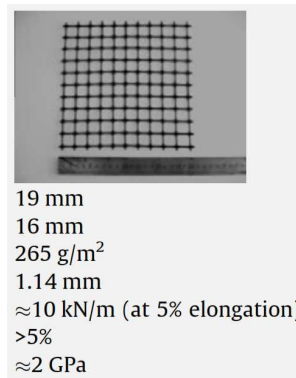 19 mm
16 mm
265 g/m²
1.14 mm
≈10 kN/m (at 5% elongation)
>5%
≈2 GPa